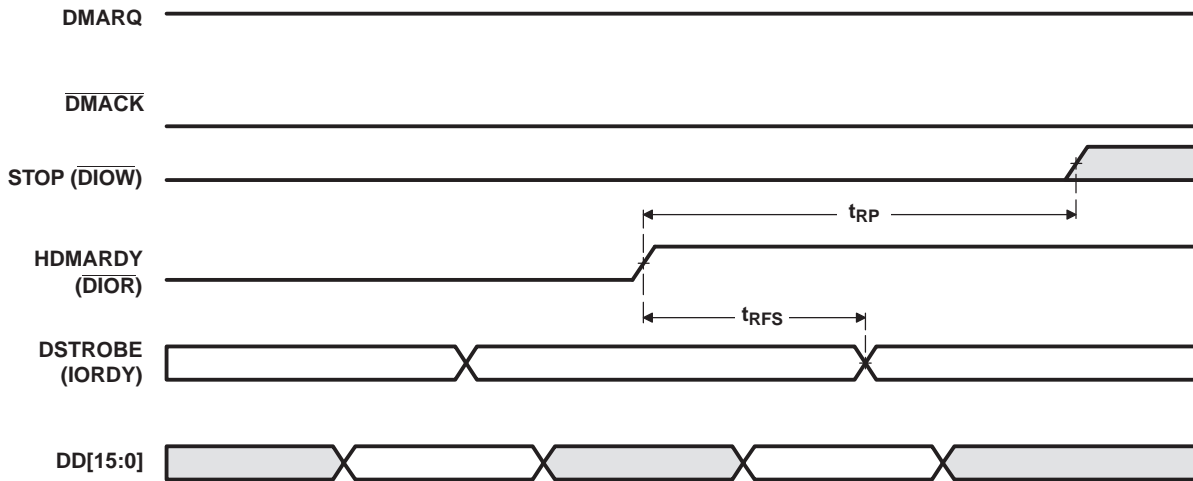 DMARQ
DMACK
STOP (DIOW)
tRP
HDMARDY
(DIOR)
tRFS
DSTROBE
(IORDY)
DD[15:0]